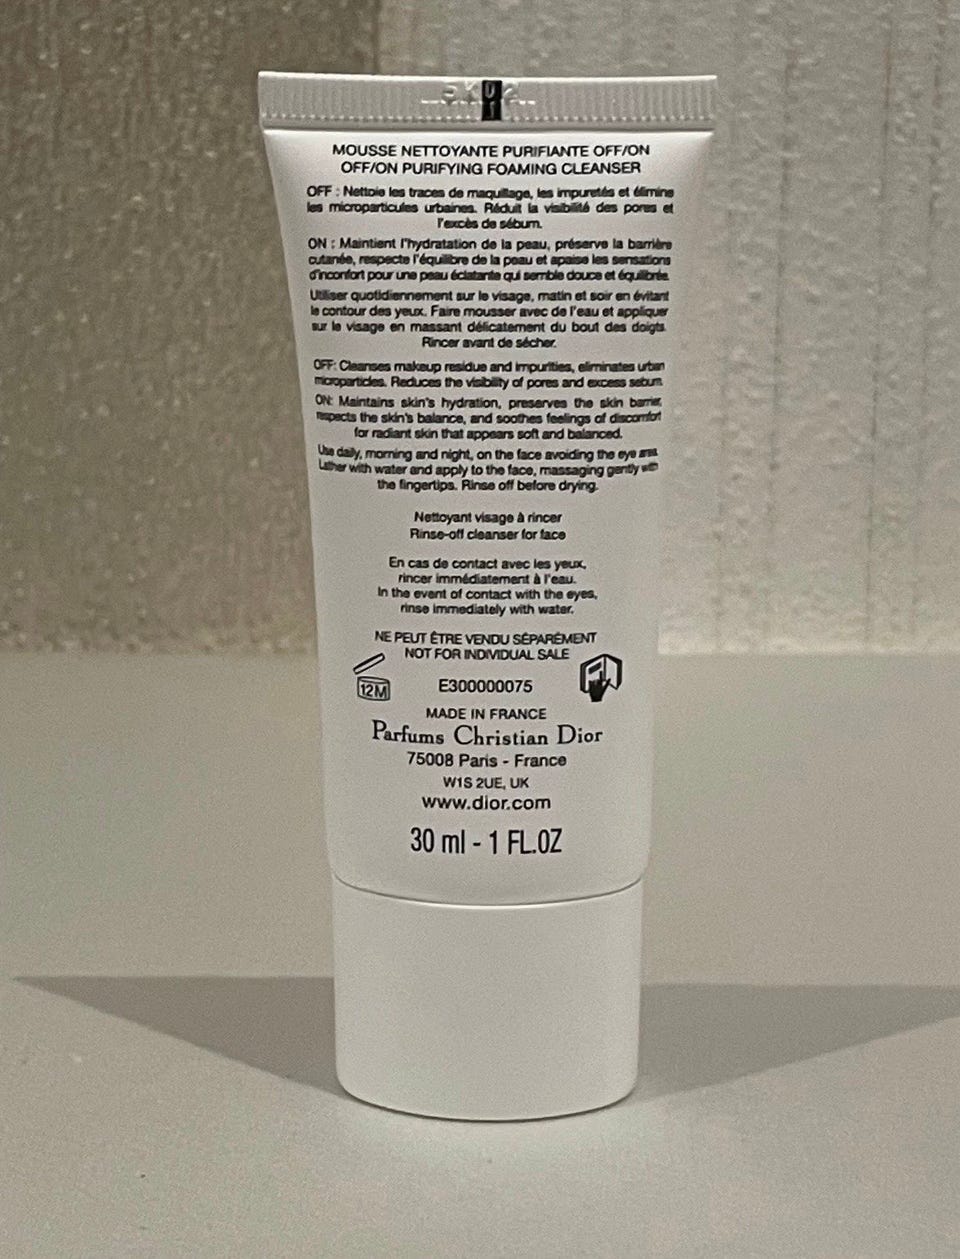 MOUSSE NETTOYANTE PURIFIANTE OFF/ON
OFF/ON PURIFYING FOAMING CLEANSER
OFF : Nettoie les traces de maquillage, les impuretés et élimine
les microparticules urbaines. Réduit la visibilité des pores et
l'excès de sébum.
ON : Maintient l'hydratation de la peau, préserve la barrière
cutanée, respecte l'équilibre de la peau et apaise les sensations
d'inconfort pour une peau éclatante qui semble douce et équilibrée.
Utiliser quotidiennement sur le visage, matin et soir en évitant
le contour des yeux. Faire mousser avec de l'eau et appliquer
sur le visage en massant délicatement du bout des doigts.
Rincer avant de sécher.
OFF: Cleanses makeup residue and impurities, eliminates urban
microparticles. Reduces the visibility of pores and excess sebum.
ON: Maintains skin's hydration, preserves the skin barrier,
respects the skin's balance, and soothes feelings of discomfort
for radiant skin that appears soft and balanced.
Use daily, morning and night, on the face avoiding the eye area.
Lather with water and apply to the face, massaging gently with
the fingertips. Rinse off before drying.
Nettoyant visage à rincer
Rinse-off cleanser for face
En cas de contact avec les yeux,
rincer immédiatement à l'eau.
In the event of contact with the eyes,
rinse immediately with water.
NE PEUT ÊTRE VENDU SÉPARÉMENT
NOT FOR INDIVIDUAL SALE
12M
E300000075
MADE IN FRANCE
Parfums Christian Dior
75008 Paris - France
W1S 2UE, UK
www.dior.com
30 ml - 1 FL.OZ